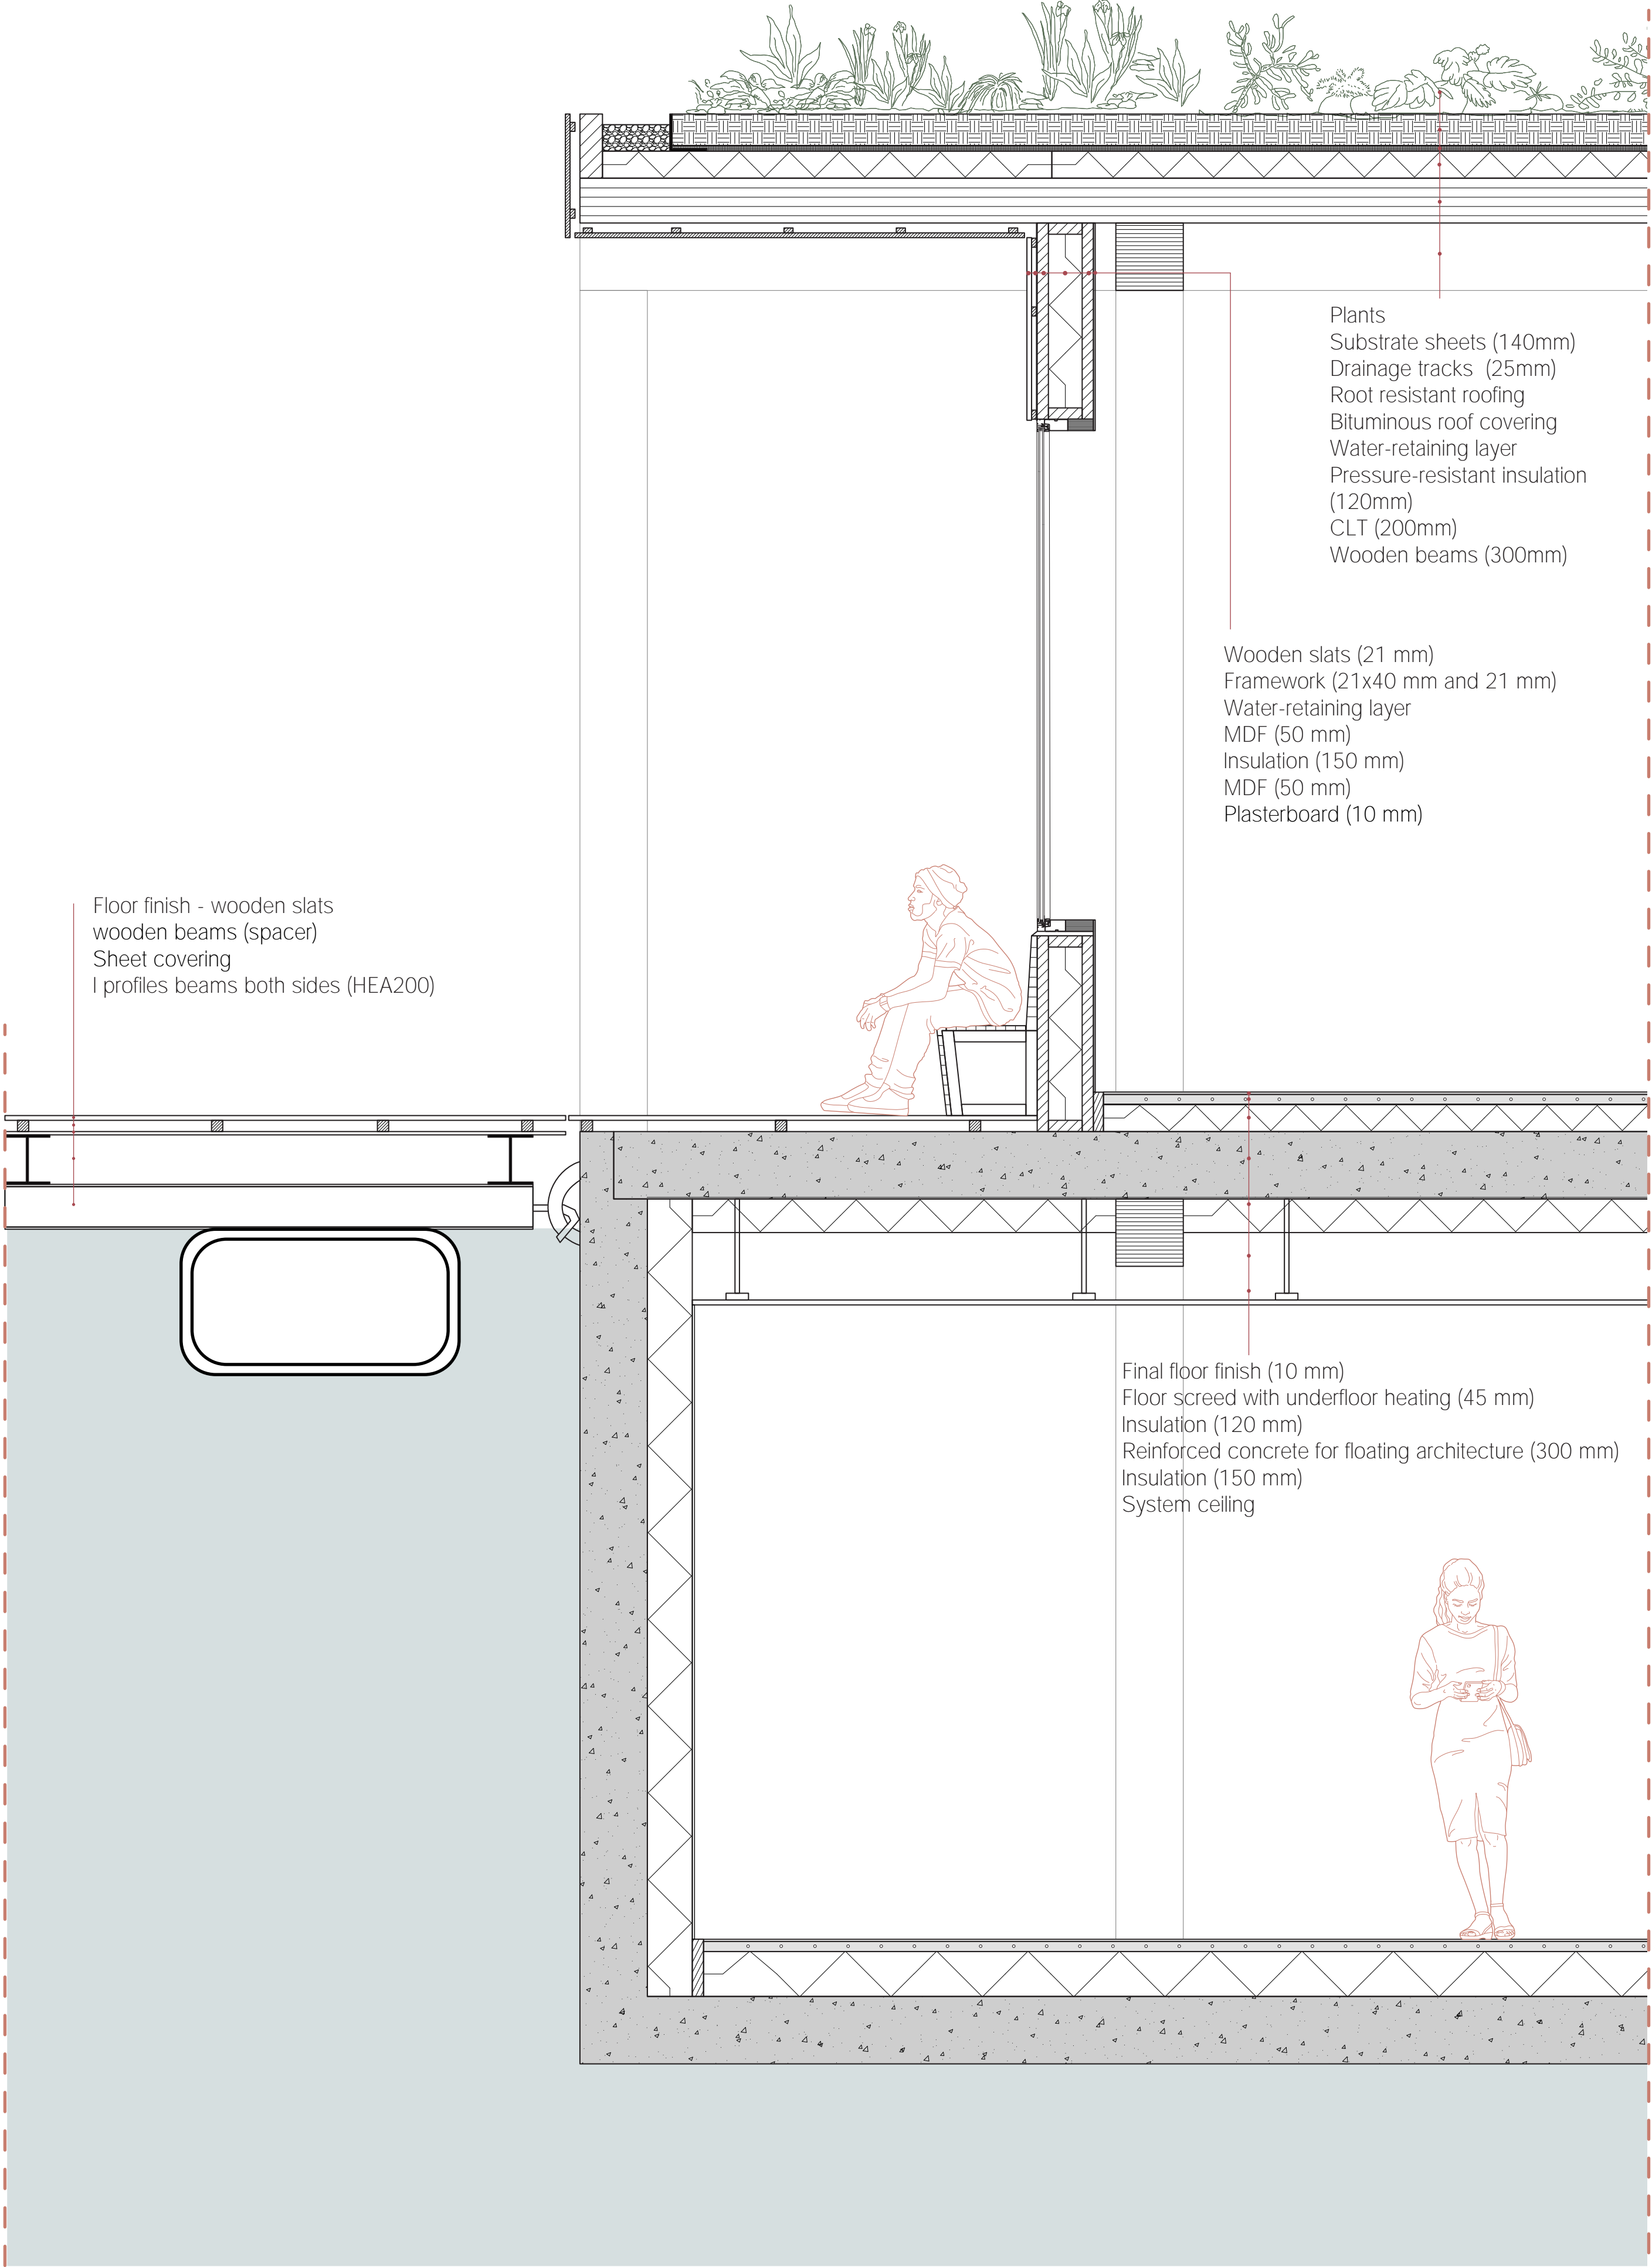 Plants
Substrate sheets (140mm)
Drainage tracks  (25mm)
Root resistant roofing
Bituminous roof covering
Water-retaining layer
Pressure-resistant insulation
(120mm)
CLT (200mm)
Wooden beams (300mm)
Wooden slats (21 mm)
Framework (21x40 mm and 21 mm)
Water-retaining layer
MDF (50 mm)
Insulation (150 mm)
MDF (50 mm)
Plasterboard (10 mm)
Floor finish - wooden slats
wooden beams (spacer)
Sheet covering
I profiles beams both sides (HEA200)
Final floor finish (10 mm)
Floor screed with underfloor heating (45 mm)
Insulation (120 mm)
Reinforced concrete for floating architecture (300 mm)
Insulation (150 mm)
System ceiling